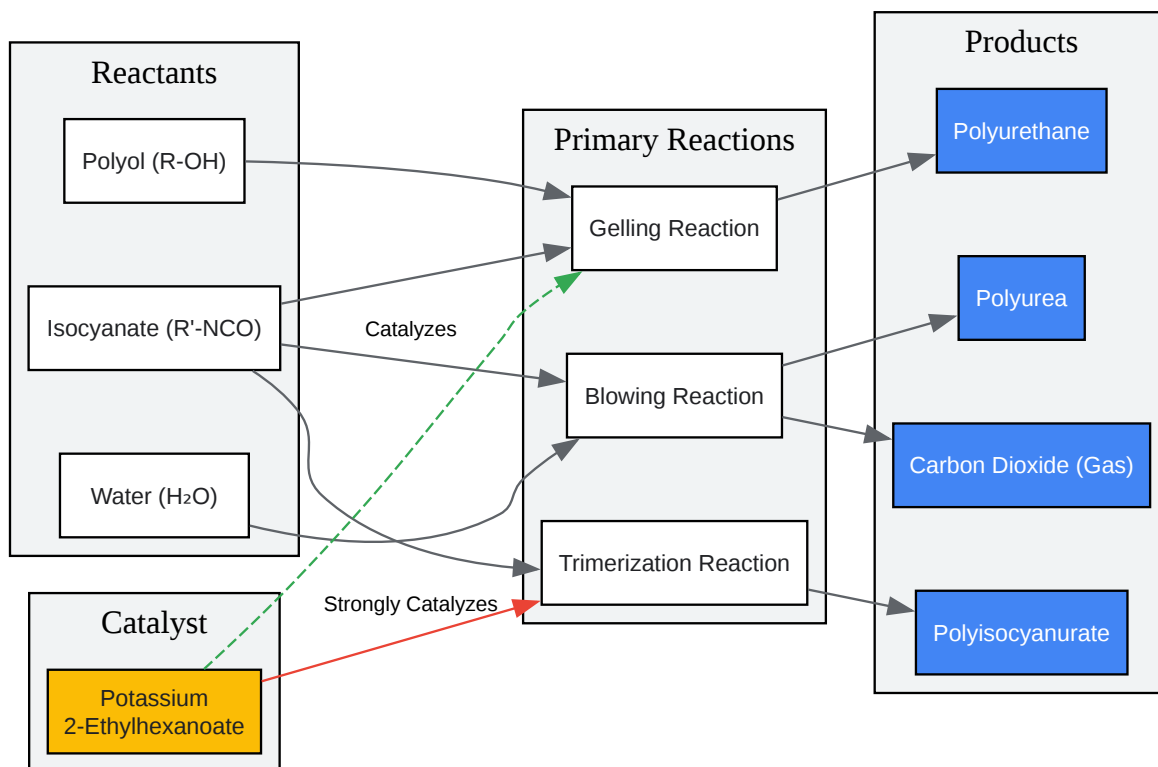 Reactants
Polyol (R-OH)
Isocyanate (R'-NCO)
Water (H₂O)
Catalyst
Potassium
2-Ethylhexanoate
Catalyzes
Strongly Catalyzes
Primary Reactions
Gelling Reaction
Blowing Reaction
Trimerization Reaction
Products
Polyurethane
Polyurea
Carbon Dioxide (Gas)
Polyisocyanurate